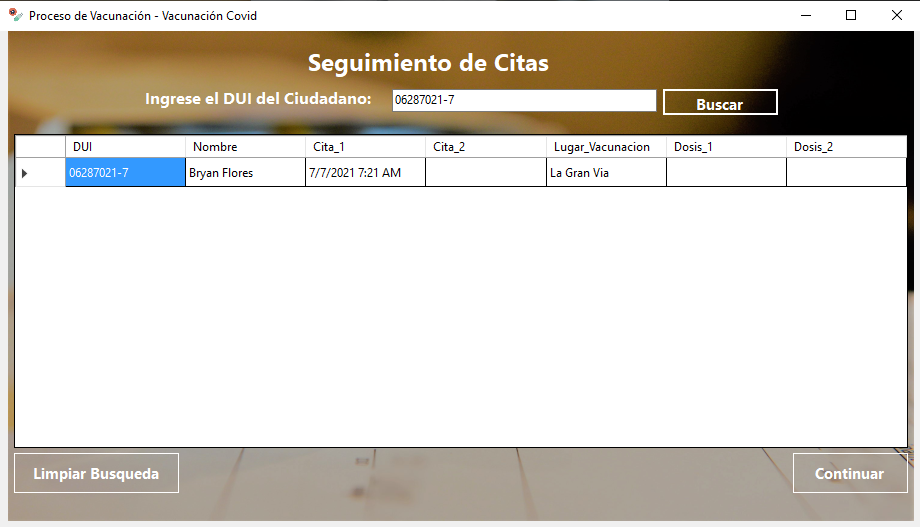 Proceso de Vacunación - Vacunación Covid
Seguimiento de Citas
Ingrese el DUI del Ciudadano: 06287021-7 Buscar
DUI Nombre Cita_1 Cita_2 Lugar_Vacunacion Dosis_1 Dosis_2
06287021-7 Bryan Flores 7/7/2021 7:21 AM La Gran Via
Limpiar Busqueda Continuar